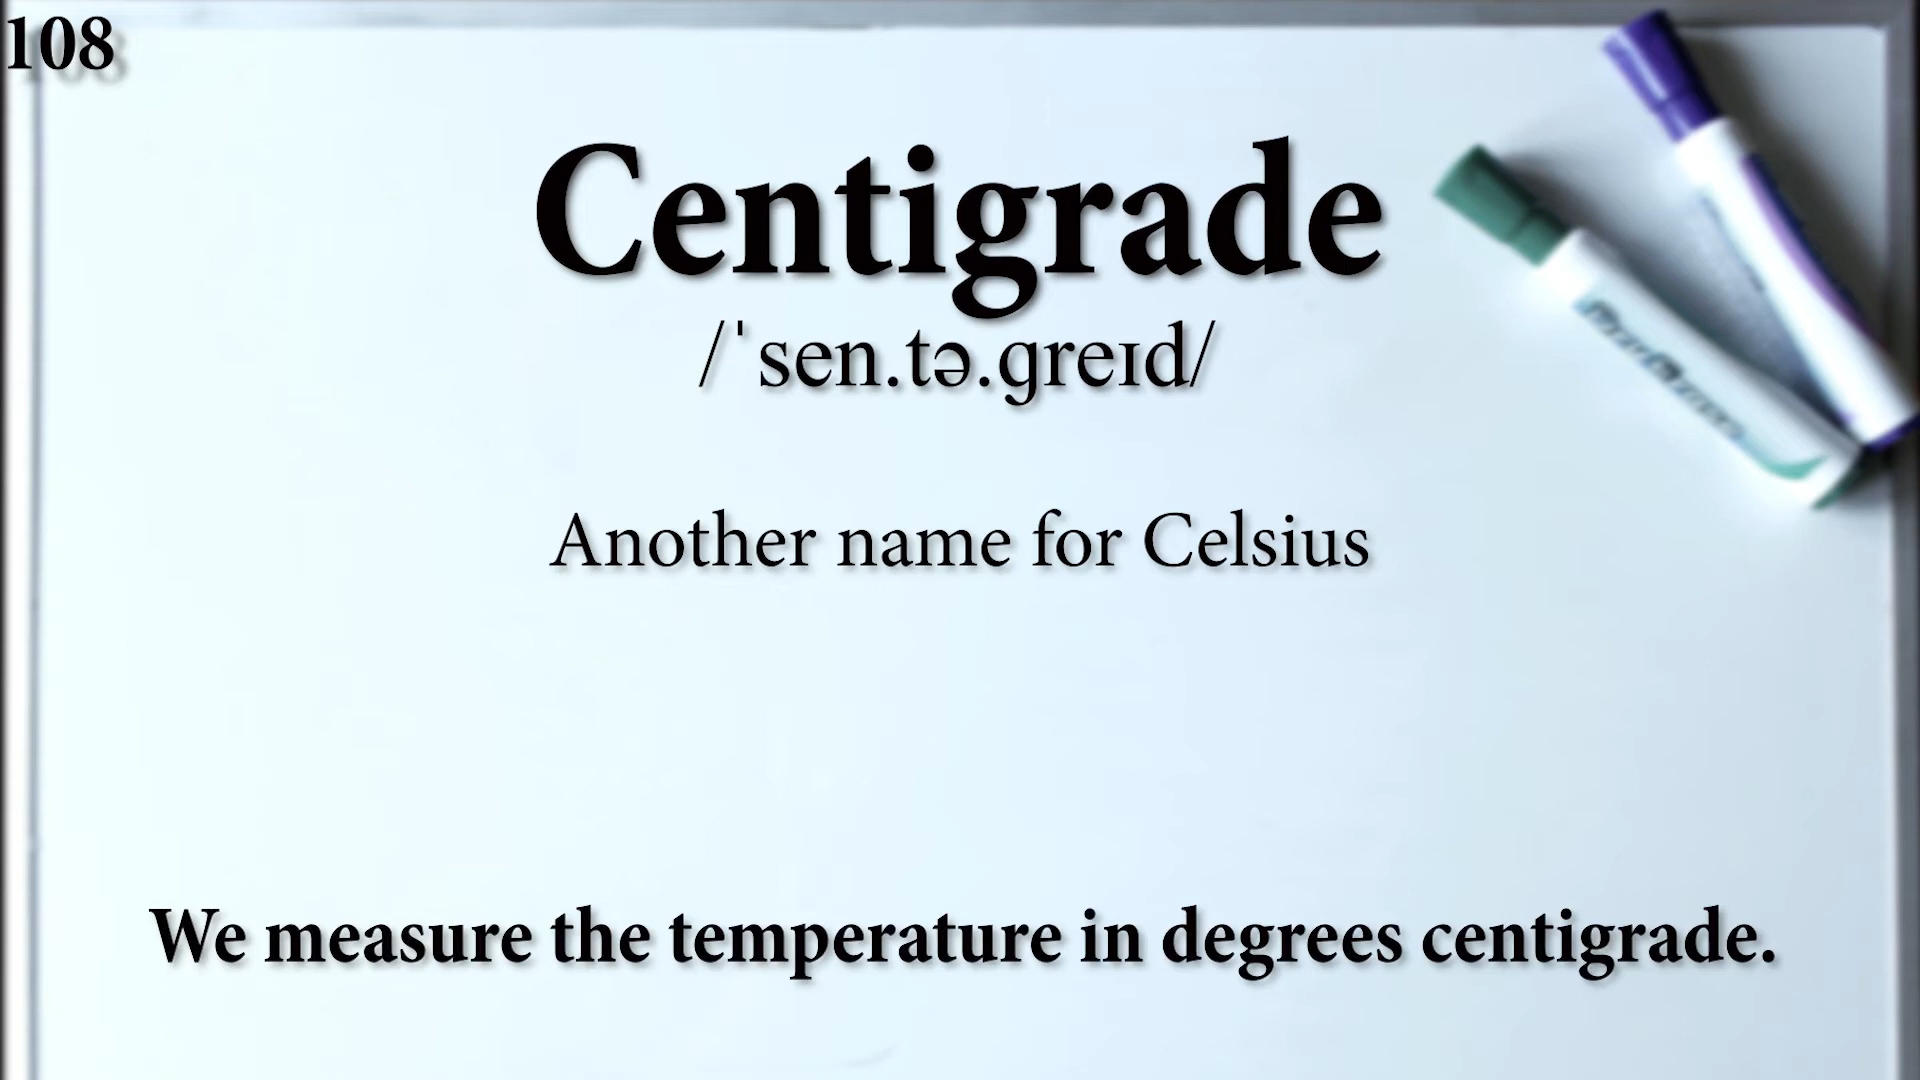 108
Centigrade
/ˈsen.tə.ɡreɪd/
Another name for Celsius
We measure the temperature in degrees centigrade.